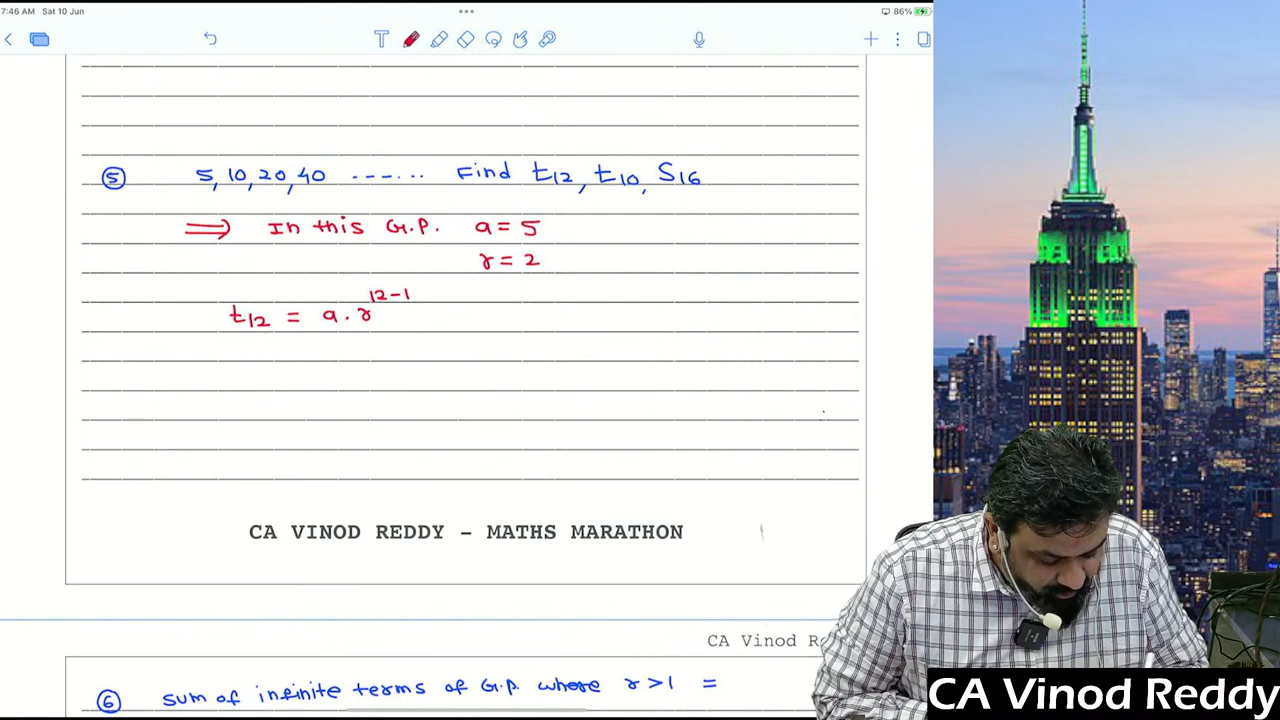 7:46 AM Sat 10 Jun
86%
T
⑤ 5, 10, 20, 40 ------- Find t12, t10, S16
⟹ In this G.P. a = 5
r = 2
t12 = a . r^12-1
CA VINOD REDDY - MATHS MARATHON
CA Vinod R
⑥ sum of infinite terms of G.P. where r > 1 =
CA Vinod Reddy